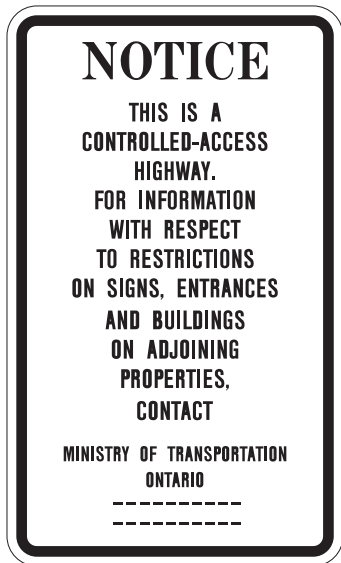 NOTICE
THIS IS A
CONTROLLED-ACCESS
HIGHWAY.
FOR INFORMATION
WITH RESPECT
TO RESTRICTIONS
ON SIGNS, ENTRANCES
AND BUILDINGS
ON ADJOINING
PROPERTIES,
CONTACT
MINISTRY OF TRANSPORTATION
ONTARIO
----------
----------